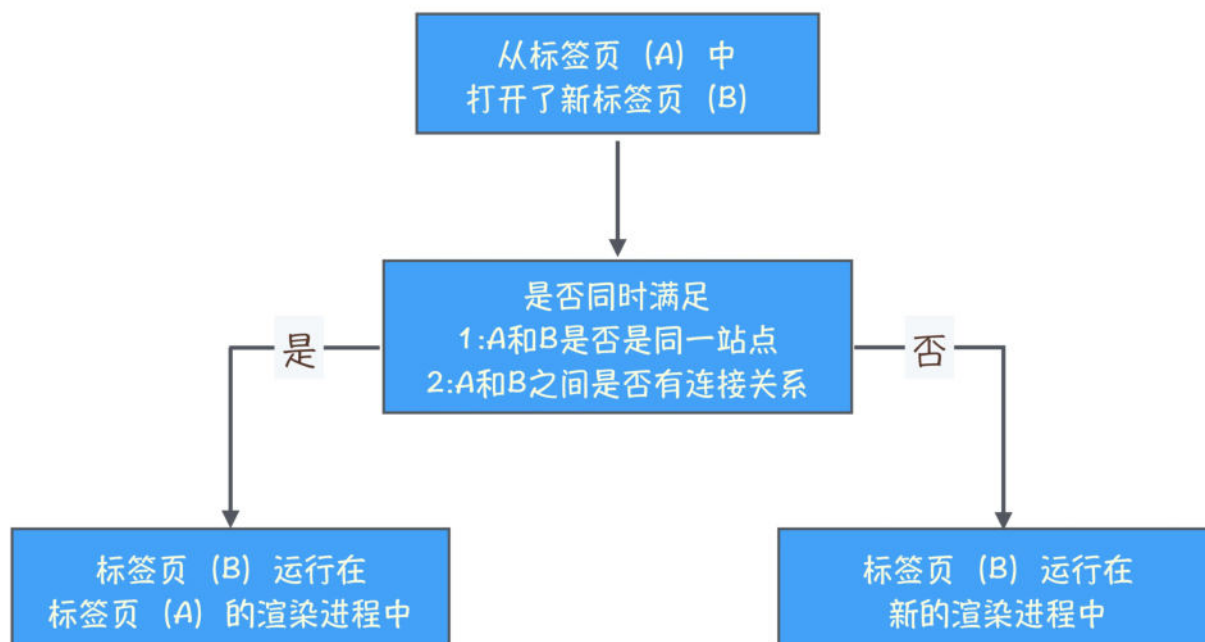 从标签页（A）中
打开了新标签页（B）
是否同时满足
1:A和B是否是同一站点
2:A和B之间是否有连接关系
是
否
标签页（B）运行在
标签页（A）的渲染进程中
标签页（B）运行在
新的渲染进程中